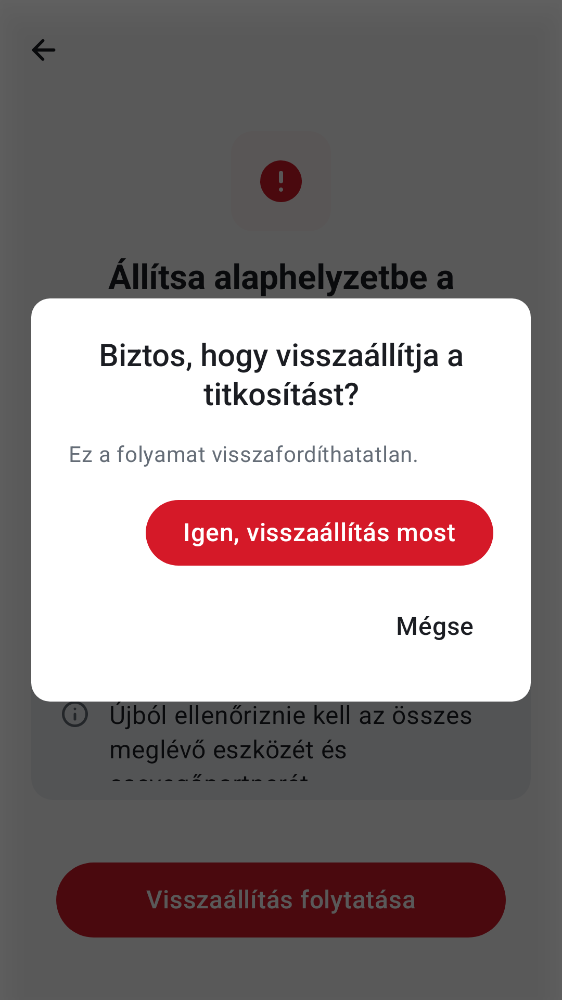 Állítsa alaphelyzetbe a
Biztos, hogy visszaállítja a
titkosítást?
Ez a folyamat visszafordíthatatlan.
Igen, visszaállítás most
Mégse
Újból ellenőriznie kell az összes
meglévő eszközét és
Visszaállítás folytatása